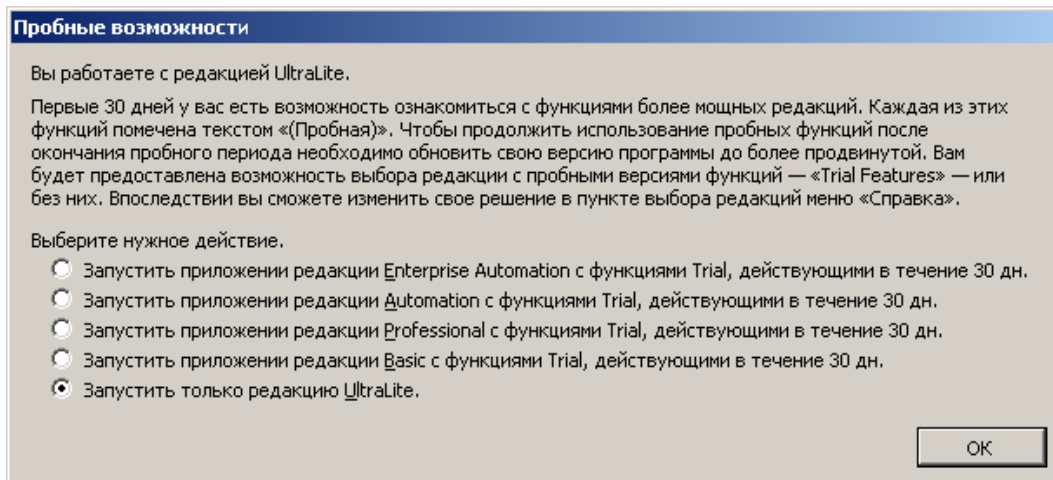 Пробные возможности
Вы работаете с редакцией UltraLite.
Первые 30 дней у вас есть возможность ознакомиться с функциями более мощных редакций. Каждая из этих
функций помечена текстом «(Пробная)». Чтобы продолжить использование пробных функций после
окончания пробного периода необходимо обновить свою версию программы до более продвинутой. Вам
будет предоставлена возможность выбора редакции с пробными версиями функций — «Trial Features» — или
без них. Впоследствии вы сможете изменить свое решение в пункте выбора редакций меню «Справка».
Выберите нужное действие.
Запустить приложении редакции Enterprise Automation с функциями Trial, действующими в течение 30 дн.
Запустить приложении редакции Automation с функциями Trial, действующими в течение 30 дн.
Запустить приложении редакции Professional с функциями Trial, действующими в течение 30 дн.
Запустить приложении редакции Basic с функциями Trial, действующими в течение 30 дн.
Запустить только редакцию UltraLite.
ОК